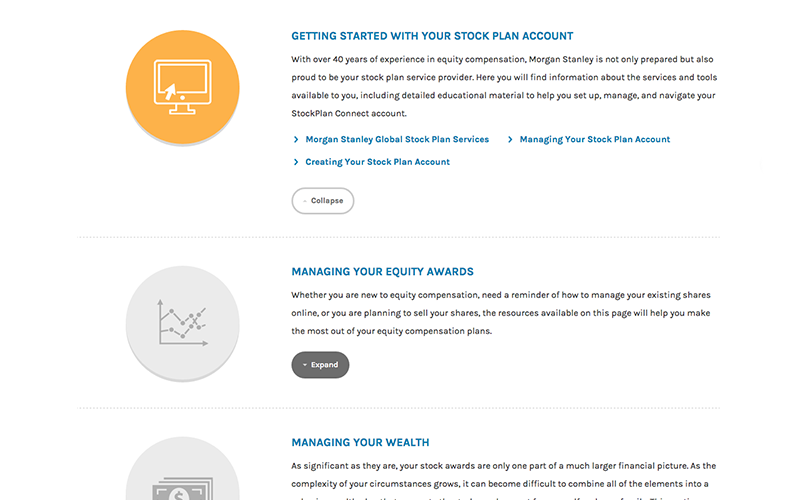 GETTING STARTED WITH YOUR STOCK PLAN ACCOUNT
With over 40 years of experience in equity compensation, Morgan Stanley is not only prepared but also
proud to be your stock plan service provider. Here you will find information about the services and tools
available to you, including detailed educational material to help you set up, manage, and navigate your
StockPlan Connect account.
Morgan Stanley Global Stock Plan Services
Managing Your Stock Plan Account
Creating Your Stock Plan Account
Collapse
MANAGING YOUR EQUITY AWARDS
Whether you are new to equity compensation, need a reminder of how to manage your existing shares
online, or you are planning to sell your shares, the resources available on this page will help you make
the most out of your equity compensation plans.
Expand
MANAGING YOUR WEALTH
As significant as they are, your stock awards are only one part of a much larger financial picture. As the
complexity of your circumstances grows, it can become difficult to combine all of the elements into a